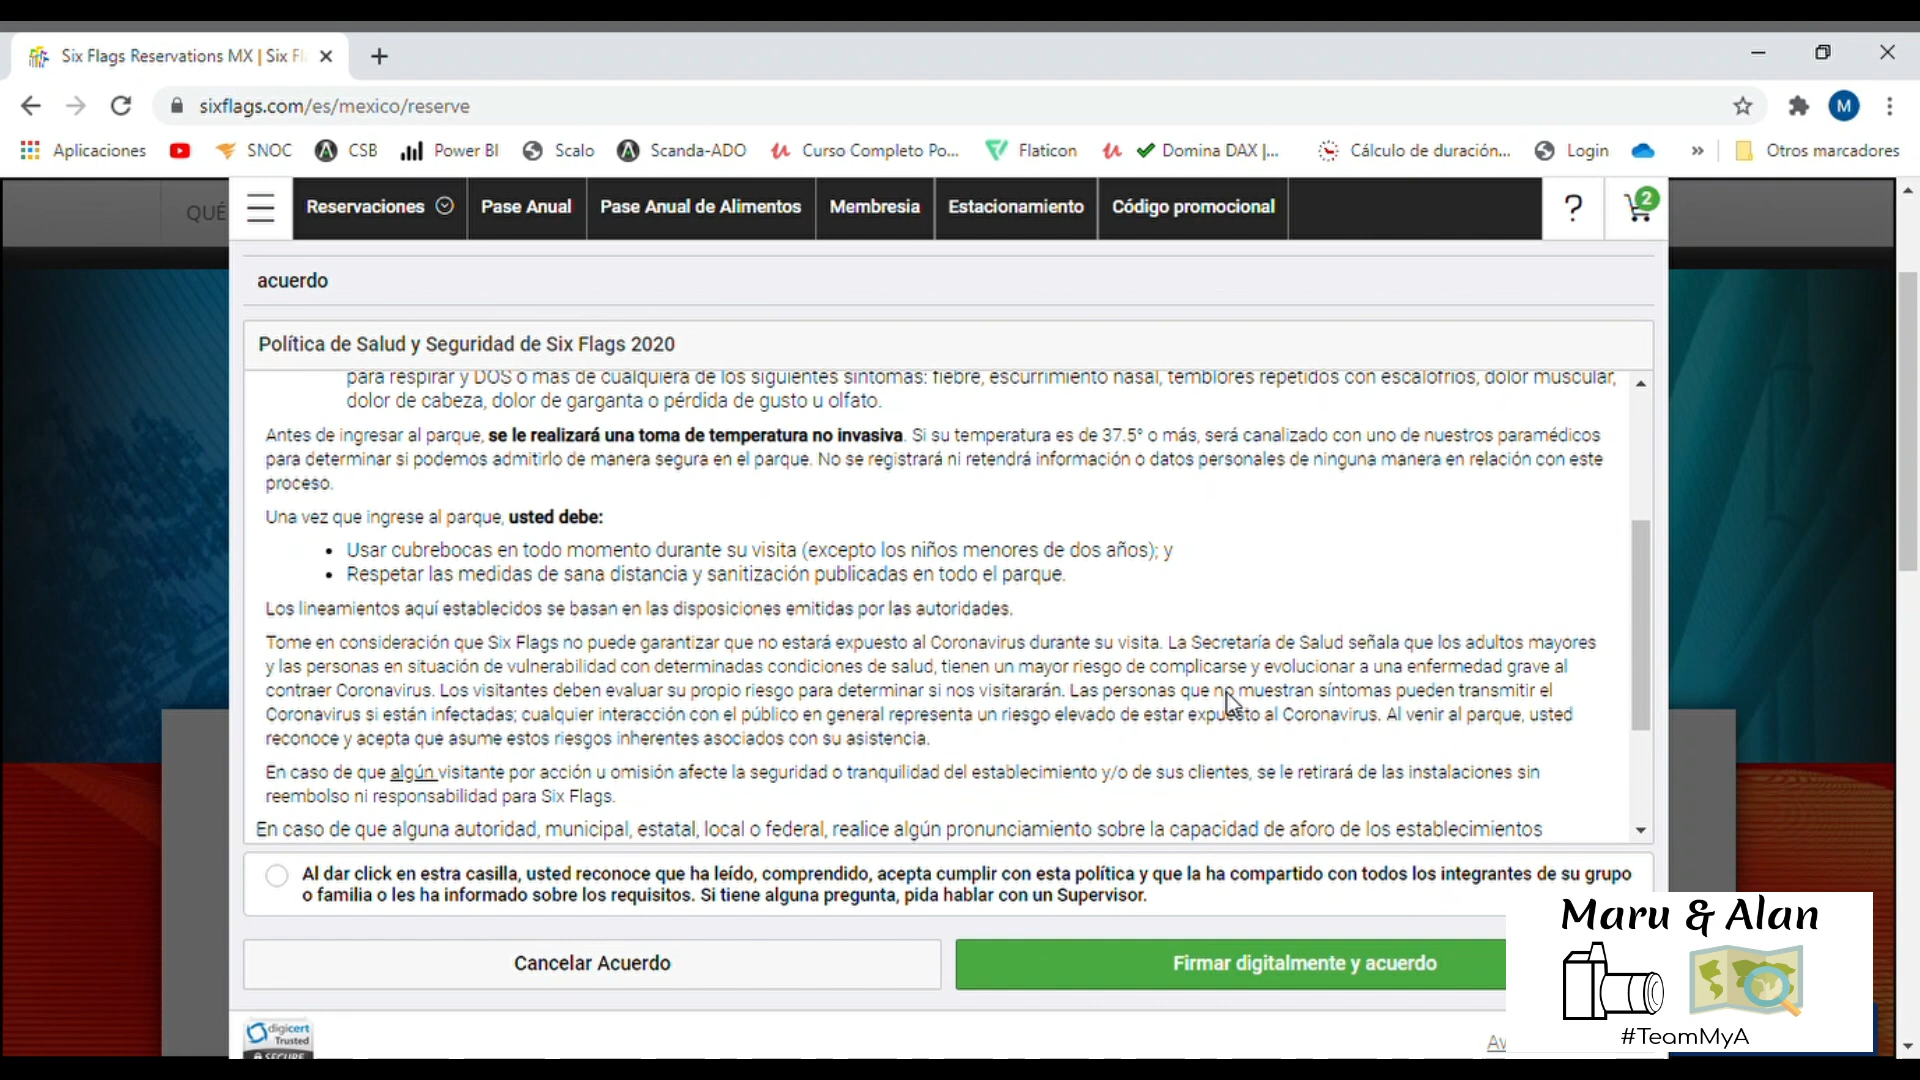 Six Flags Reservations MX | Six Fl
sixflags.com/es/mexico/reserve
M
Aplicaciones SNOC CSB Power BI Scalo Scanda-ADO Curso Completo Po... Flaticon Domina DAX |... Cálculo de duración... Login » Otros marcadores
QUÉ
Reservaciones Pase Anual Pase Anual de Alimentos Membresia Estacionamiento Código promocional ? 2
acuerdo
Política de Salud y Seguridad de Six Flags 2020
para respirar y DOS o más de cualquiera de los siguientes síntomas: fiebre, escurrimiento nasal, temblores repetidos con escalofríos, dolor muscular,
dolor de cabeza, dolor de garganta o pérdida de gusto u olfato.
Antes de ingresar al parque, se le realizará una toma de temperatura no invasiva. Si su temperatura es de 37.5° o más, será canalizado con uno de nuestros paramédicos
para determinar si podemos admitirlo de manera segura en el parque. No se registrará ni retendrá información o datos personales de ninguna manera en relación con este
proceso.
Una vez que ingrese al parque, usted debe:
• Usar cubrebocas en todo momento durante su visita (excepto los niños menores de dos años); y
• Respetar las medidas de sana distancia y sanitización publicadas en todo el parque.
Los lineamientos aquí establecidos se basan en las disposiciones emitidas por las autoridades.
Tome en consideración que Six Flags no puede garantizar que no estará expuesto al Coronavirus durante su visita. La Secretaría de Salud señala que los adultos mayores
y las personas en situación de vulnerabilidad con determinadas condiciones de salud, tienen un mayor riesgo de complicarse y evolucionar a una enfermedad grave al
contraer Coronavirus. Los visitantes deben evaluar su propio riesgo para determinar si nos visitararán. Las personas que no muestran síntomas pueden transmitir el
Coronavirus si están infectadas; cualquier interacción con el público en general representa un riesgo elevado de estar expuesto al Coronavirus. Al venir al parque, usted
reconoce y acepta que asume estos riesgos inherentes asociados con su asistencia.
En caso de que algún visitante por acción u omisión afecte la seguridad o tranquilidad del establecimiento y/o de sus clientes, se le retirará de las instalaciones sin
reembolso ni responsabilidad para Six Flags.
En caso de que alguna autoridad, municipal, estatal, local o federal, realice algún pronunciamiento sobre la capacidad de aforo de los establecimientos
Al dar click en estra casilla, usted reconoce que ha leído, comprendido, acepta cumplir con esta política y que la ha compartido con todos los integrantes de su grupo
o familia o les ha informado sobre los requisitos. Si tiene alguna pregunta, pida hablar con un Supervisor.
Cancelar Acuerdo Firmar digitalmente y acuerdo
Maru & Alan
#TeamMyA
digicert
Trusted
SECURE
Av